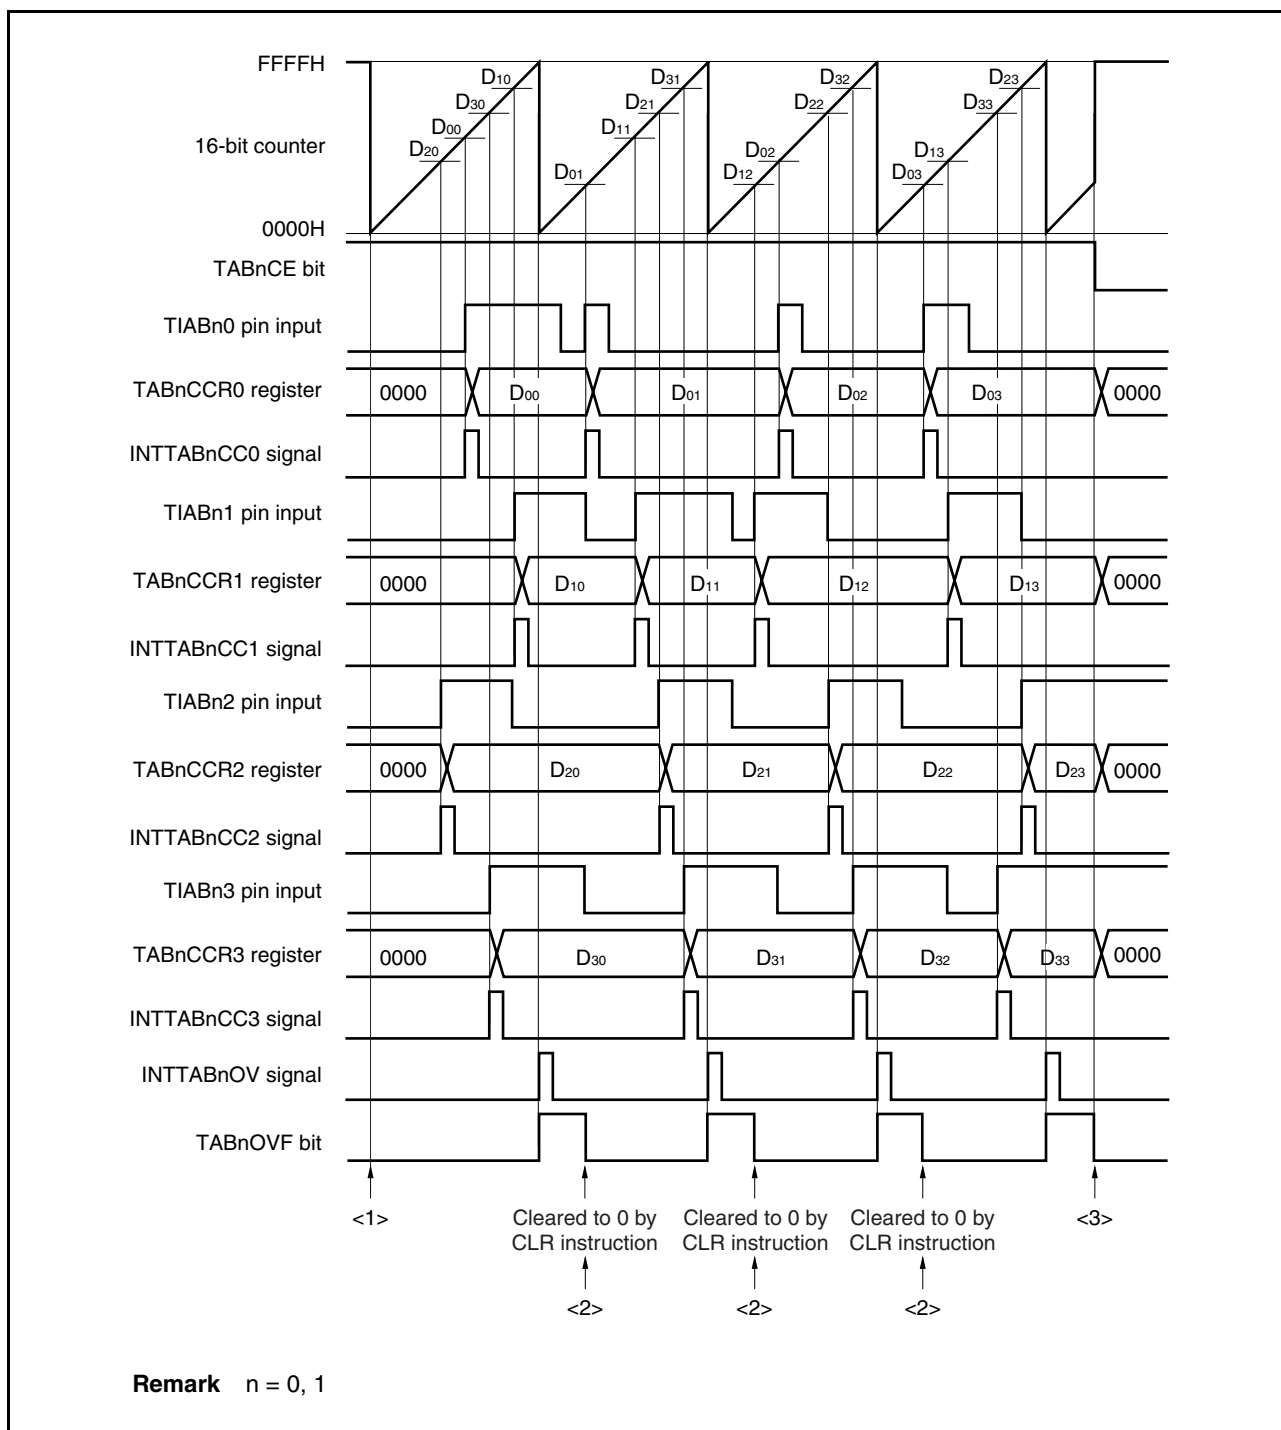 FFFFH
D10
D31
D32
D23
D30
D21
D22
D33
D00
D11
16-bit counter
D20
D02
D13
D01
D12
D03
0000H
TABnCE bit
TIABn0 pin input
TABnCCR0 register 0000 D00 D01 D02 D03 0000
INTTABnCC0 signal
TIABn1 pin input
TABnCCR1 register 0000 D10 D11 D12 D13 0000
INTTABnCC1 signal
TIABn2 pin input
TABnCCR2 register 0000 D20 D21 D22 D23 0000
INTTABnCC2 signal
TIABn3 pin input
TABnCCR3 register 0000 D30 D31 D32 D33 0000
INTTABnCC3 signal
INTTABnOV signal
TABnOVF bit
<1>
Cleared to 0 by
CLR instruction
<2>
Cleared to 0 by
CLR instruction
<2>
Cleared to 0 by
CLR instruction
<2>
<3>
Remark n = 0, 1